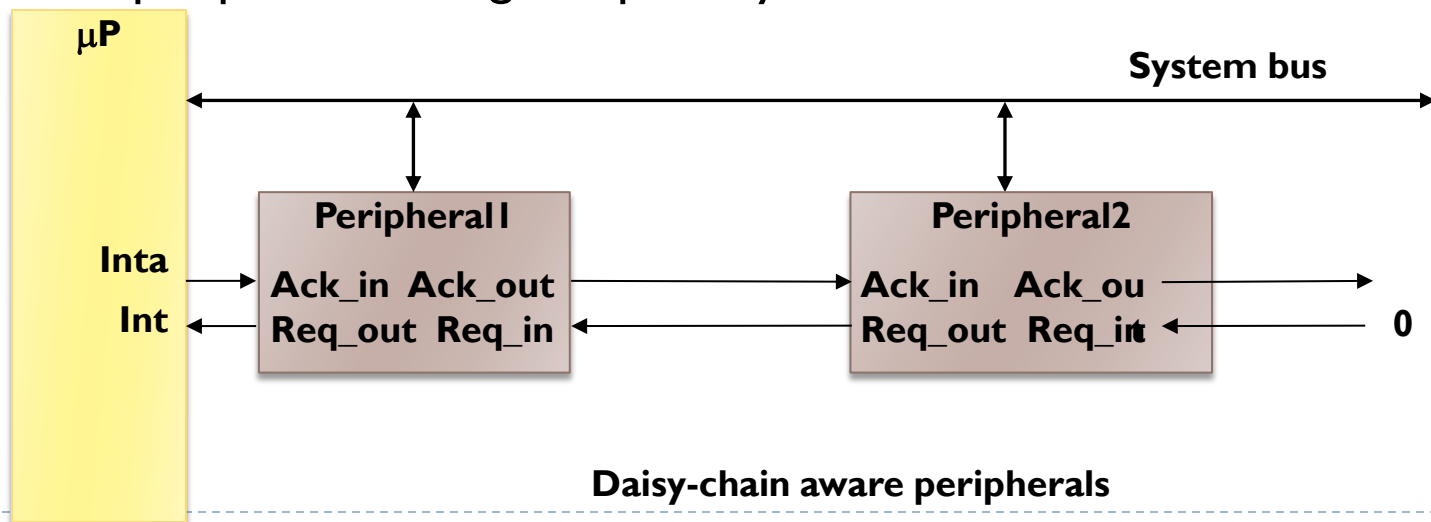 μP
System bus
Peripheral1
Peripheral2
Inta
Ack_in Ack_out
Ack_in Ack_ou
Int
Req_out Req_in
Req_out Req_in
t
0
Daisy-chain aware peripherals